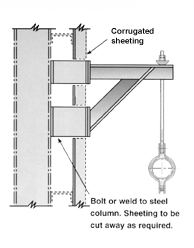 Corrugated
sheeting
Bolt or weld to steel
column. Sheeting to be
cut away as required.